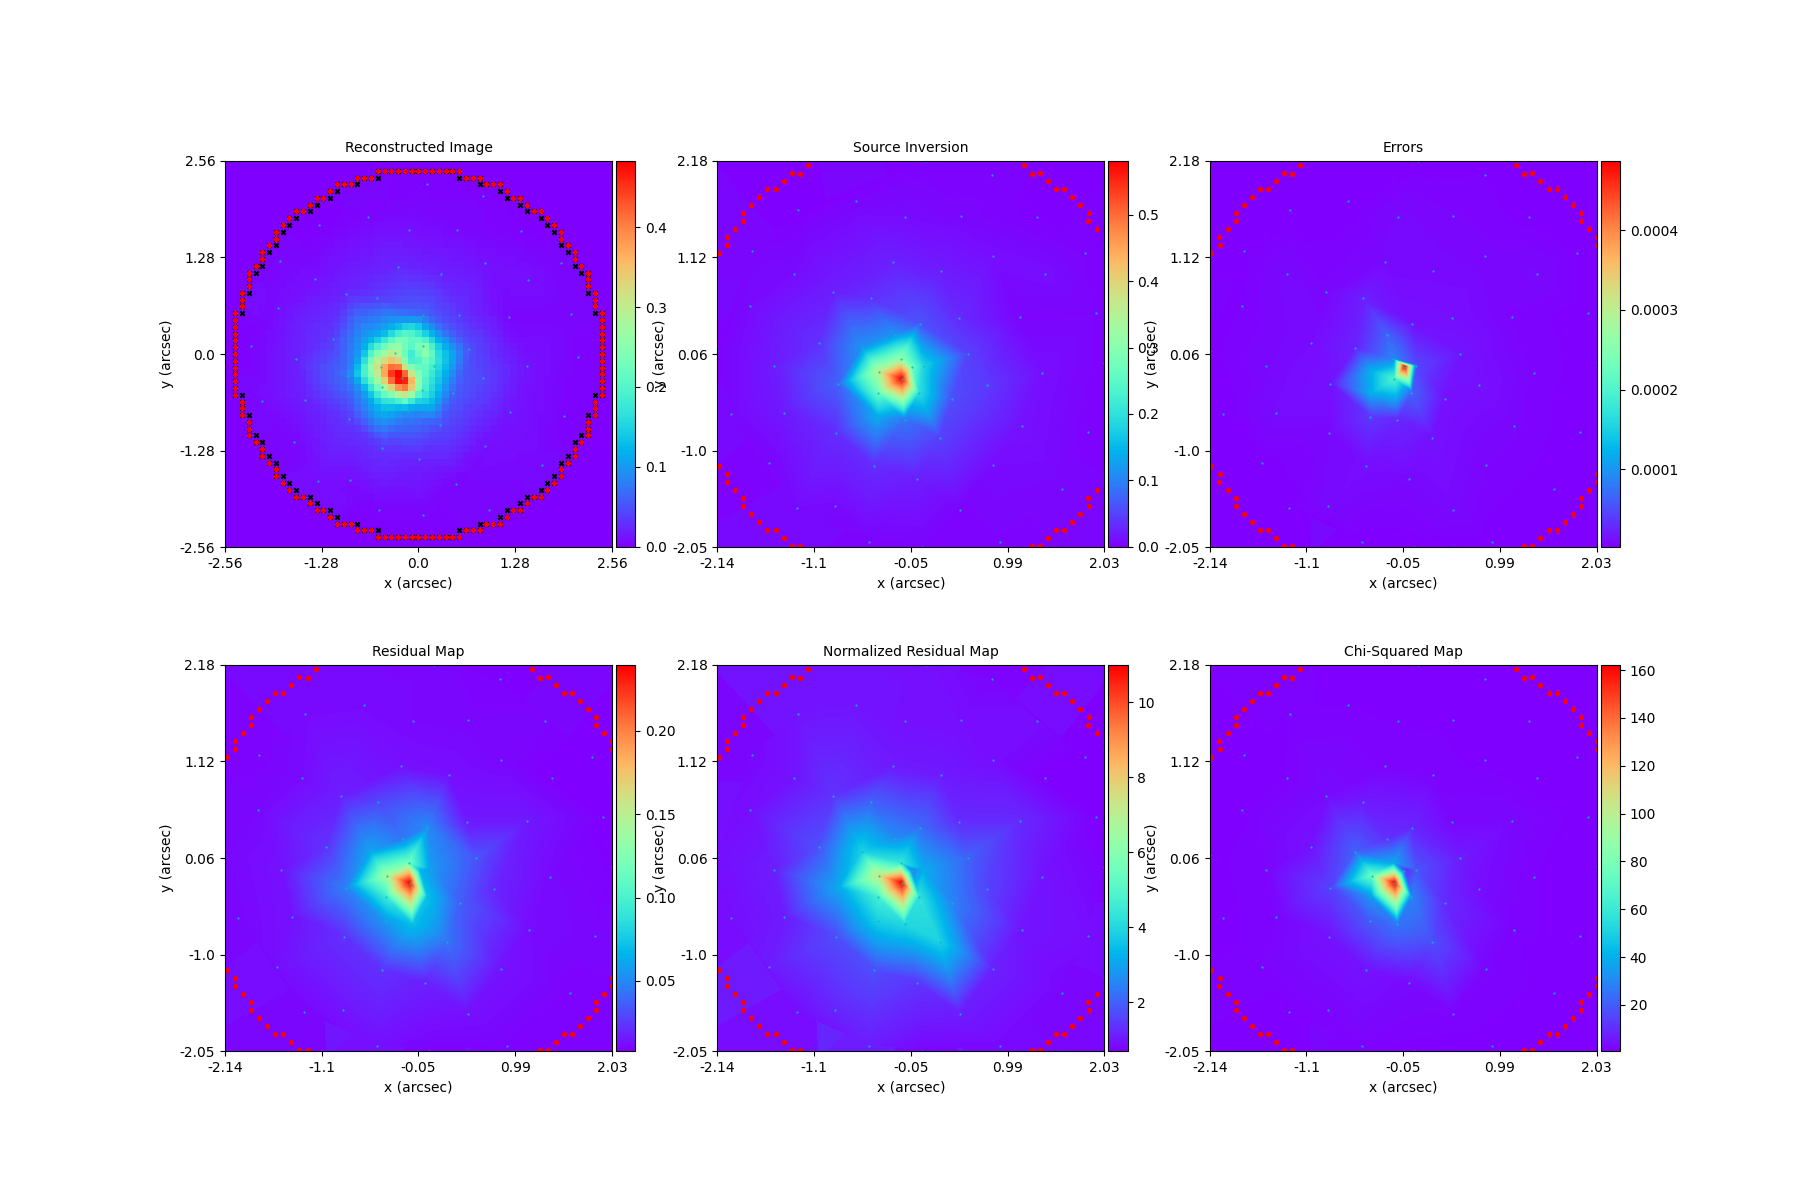 Reconstructed Image
2.56
1.28
0.0
-1.28
-2.56
y (arcsec)
-2.56 -1.28 0.0 1.28 2.56
x (arcsec)
0.4
0.3
0.2
0.1
0.0
Source Inversion
2.18
1.12
0.06
-1.0
-2.05
y (arcsec)
-2.14 -1.1 -0.05 0.99 2.03
x (arcsec)
0.5
0.4
0.3
0.2
0.1
0.0
Errors
2.18
1.12
0.06
-1.0
-2.05
y (arcsec)
-2.14 -1.1 -0.05 0.99 2.03
x (arcsec)
0.0004
0.0003
0.0002
0.0001
Residual Map
2.18
1.12
0.06
-1.0
-2.05
y (arcsec)
-2.14 -1.1 -0.05 0.99 2.03
x (arcsec)
0.20
0.15
0.10
0.05
Normalized Residual Map
2.18
1.12
0.06
-1.0
-2.05
y (arcsec)
-2.14 -1.1 -0.05 0.99 2.03
x (arcsec)
10
8
6
4
2
Chi-Squared Map
2.18
1.12
0.06
-1.0
-2.05
y (arcsec)
-2.14 -1.1 -0.05 0.99 2.03
x (arcsec)
160
140
120
100
80
60
40
20